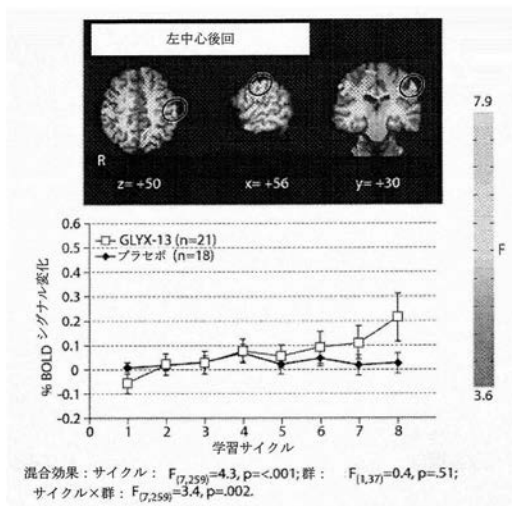 左中心後回
R
z= +50 x= +56 y= +30
7.9
F
3.6
% BOLD シグナル変化
0.6
0.5
0.4
0.3
0.2
0.1
0
-0.1
-0.2
GLYX-13 (n=21)
プラセボ (n=18)
0 1 2 3 4 5 6 7 8
学習サイクル
混合効果：サイクル： F(7,259)=4.3, p=<.001; 群： F(1,37)=0.4, p=.51;
サイクル×群：F(7,259)=3.4, p=.002.